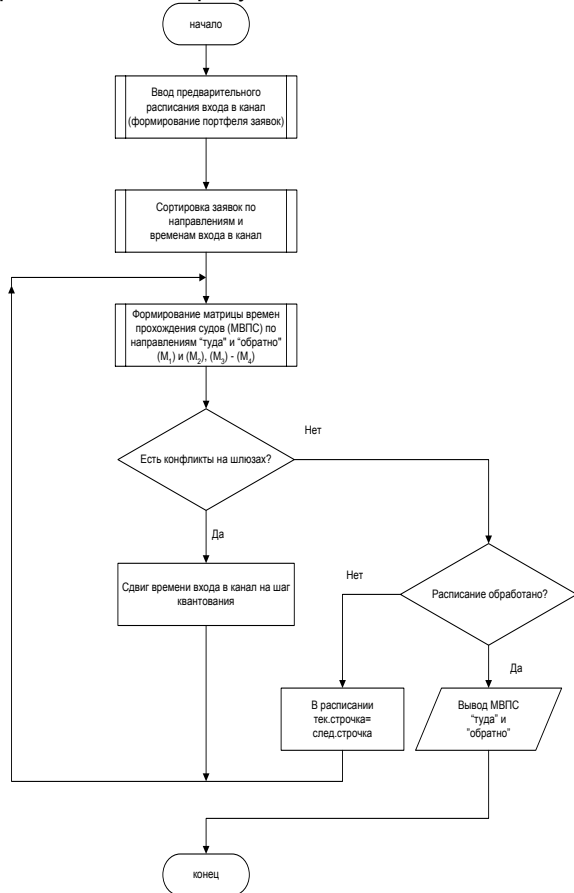 начало
Ввод предварительного
расписания входа в канал
(формирование портфеля заявок)
Сортировка заявок по
направлениям и
временам входа в канал
Формирование матрицы времен
прохождения судов (МВПС) по
направлениям “туда" и "обратно"
(M1) и (M2), (M3) - (M4)
Есть конфликты на шлюзах?
Нет
Да
Сдвиг времени входа в канал на шаг
квантования
Расписание обработано?
Нет
Да
В расписании
тек.строчка=
след.строчка
Вывод МВПС
“туда” и
"обратно"
конец